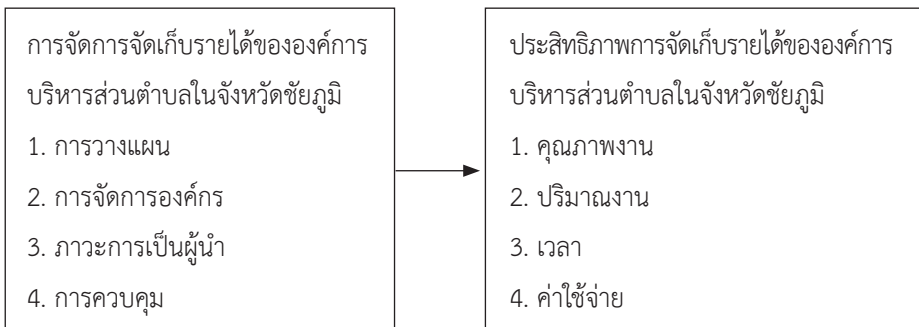 การจัดการจัดเก็บรายได้ขององค์การ
บริหารส่วนตำบลในจังหวัดชัยภูมิ
1. การวางแผน
2. การจัดการองค์กร
3. ภาวะการเป็นผู้นำ
4. การควบคุม
ประสิทธิภาพการจัดเก็บรายได้ขององค์การ
บริหารส่วนตำบลในจังหวัดชัยภูมิ
1. คุณภาพงาน
2. ปริมาณงาน
3. เวลา
4. ค่าใช้จ่าย